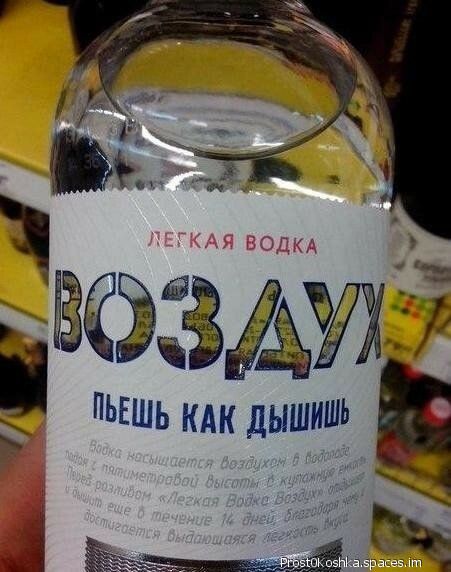 ЛЕГКАЯ ВОДКА
ВОЗДУХ
ПЬЕШЬ КАК ДЫШИШЬ
Водка насыщается воздухом в водопаде,
падая с пятиметровой высоты в купажную емкость.
Перед розливом «Легкая Водка Воздух» отдыхает
и дышит еще в течение 14 дней, благодаря чему и
достигается выдающаяся легкость вкуса.
Prost0Koshka.spaces.im